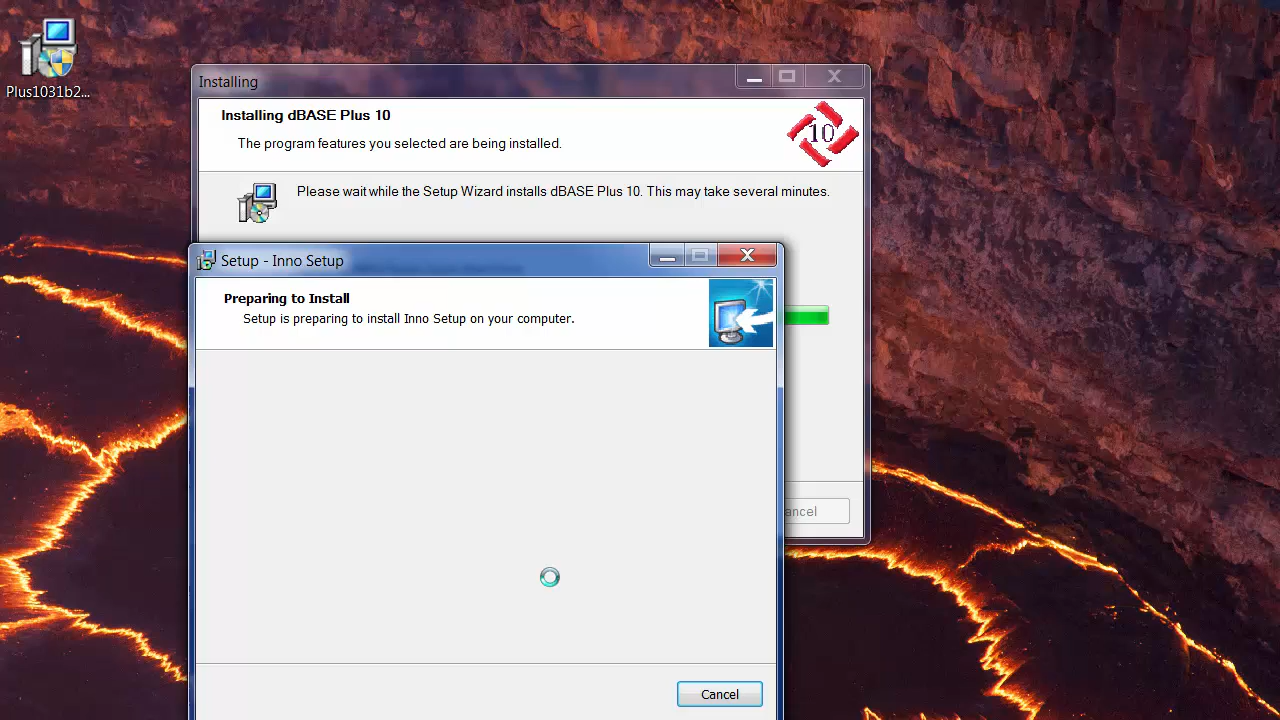 Plus1031b2...
Installing
Installing dBASE Plus 10
The program features you selected are being installed.
10
Please wait while the Setup Wizard installs dBASE Plus 10. This may take several minutes.
Setup - Inno Setup
Preparing to Install
Setup is preparing to install Inno Setup on your computer.
ancel
Cancel